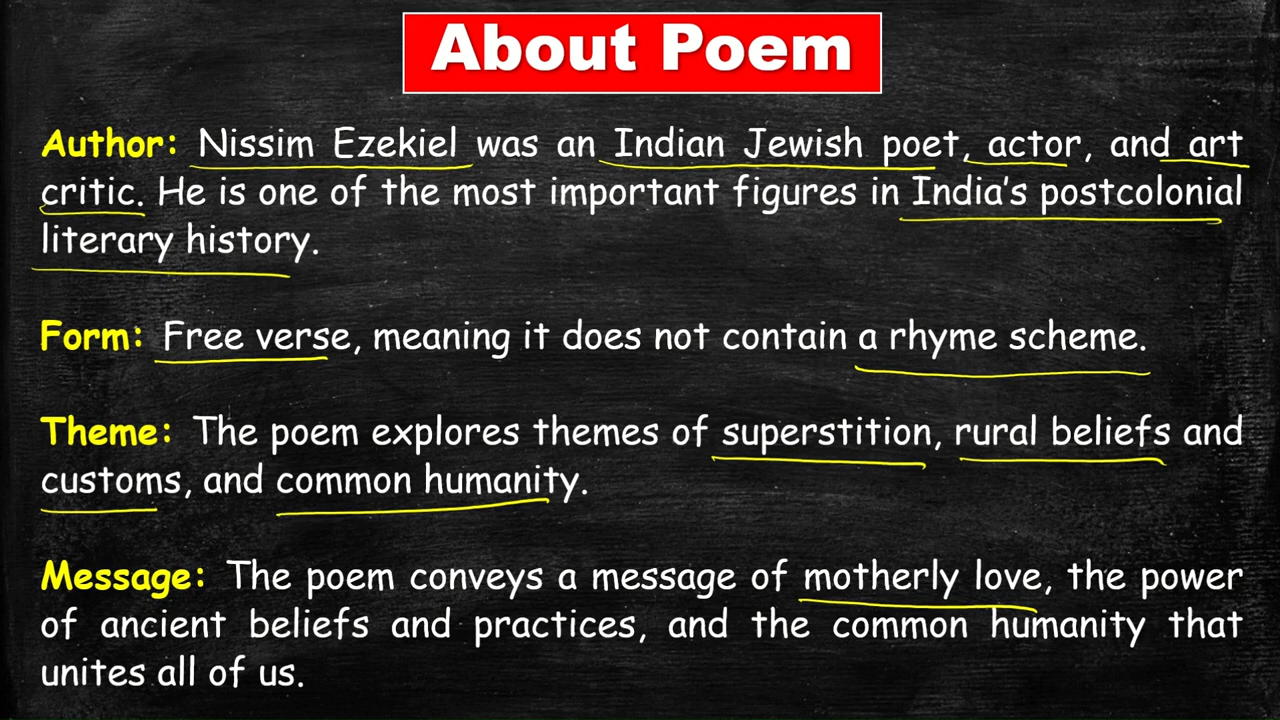 About Poem
Author: Nissim Ezekiel was an Indian Jewish poet, actor, and art
critic. He is one of the most important figures in India's postcolonial
literary history.
Form: Free verse, meaning it does not contain a rhyme scheme.
Theme: The poem explores themes of superstition, rural beliefs and
customs, and common humanity.
Message: The poem conveys a message of motherly love, the power
of ancient beliefs and practices, and the common humanity that
unites all of us.